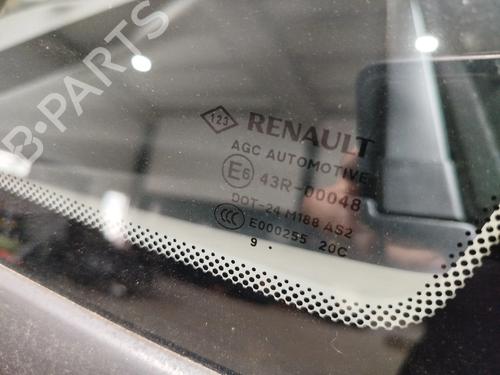 B-PARTS
123 RENAULT
AGC AUTOMOTIVE
E6 43R-00048
DOT-24 M188 AS2
CCC E000255 20C
9 .